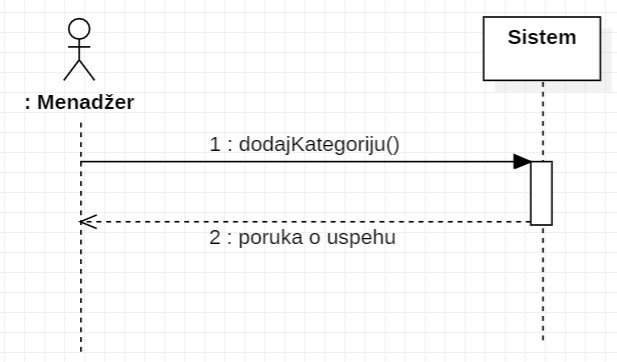 Sistem
: Menadžer
1 : dodajKategoriju()
2 : poruka o uspehu